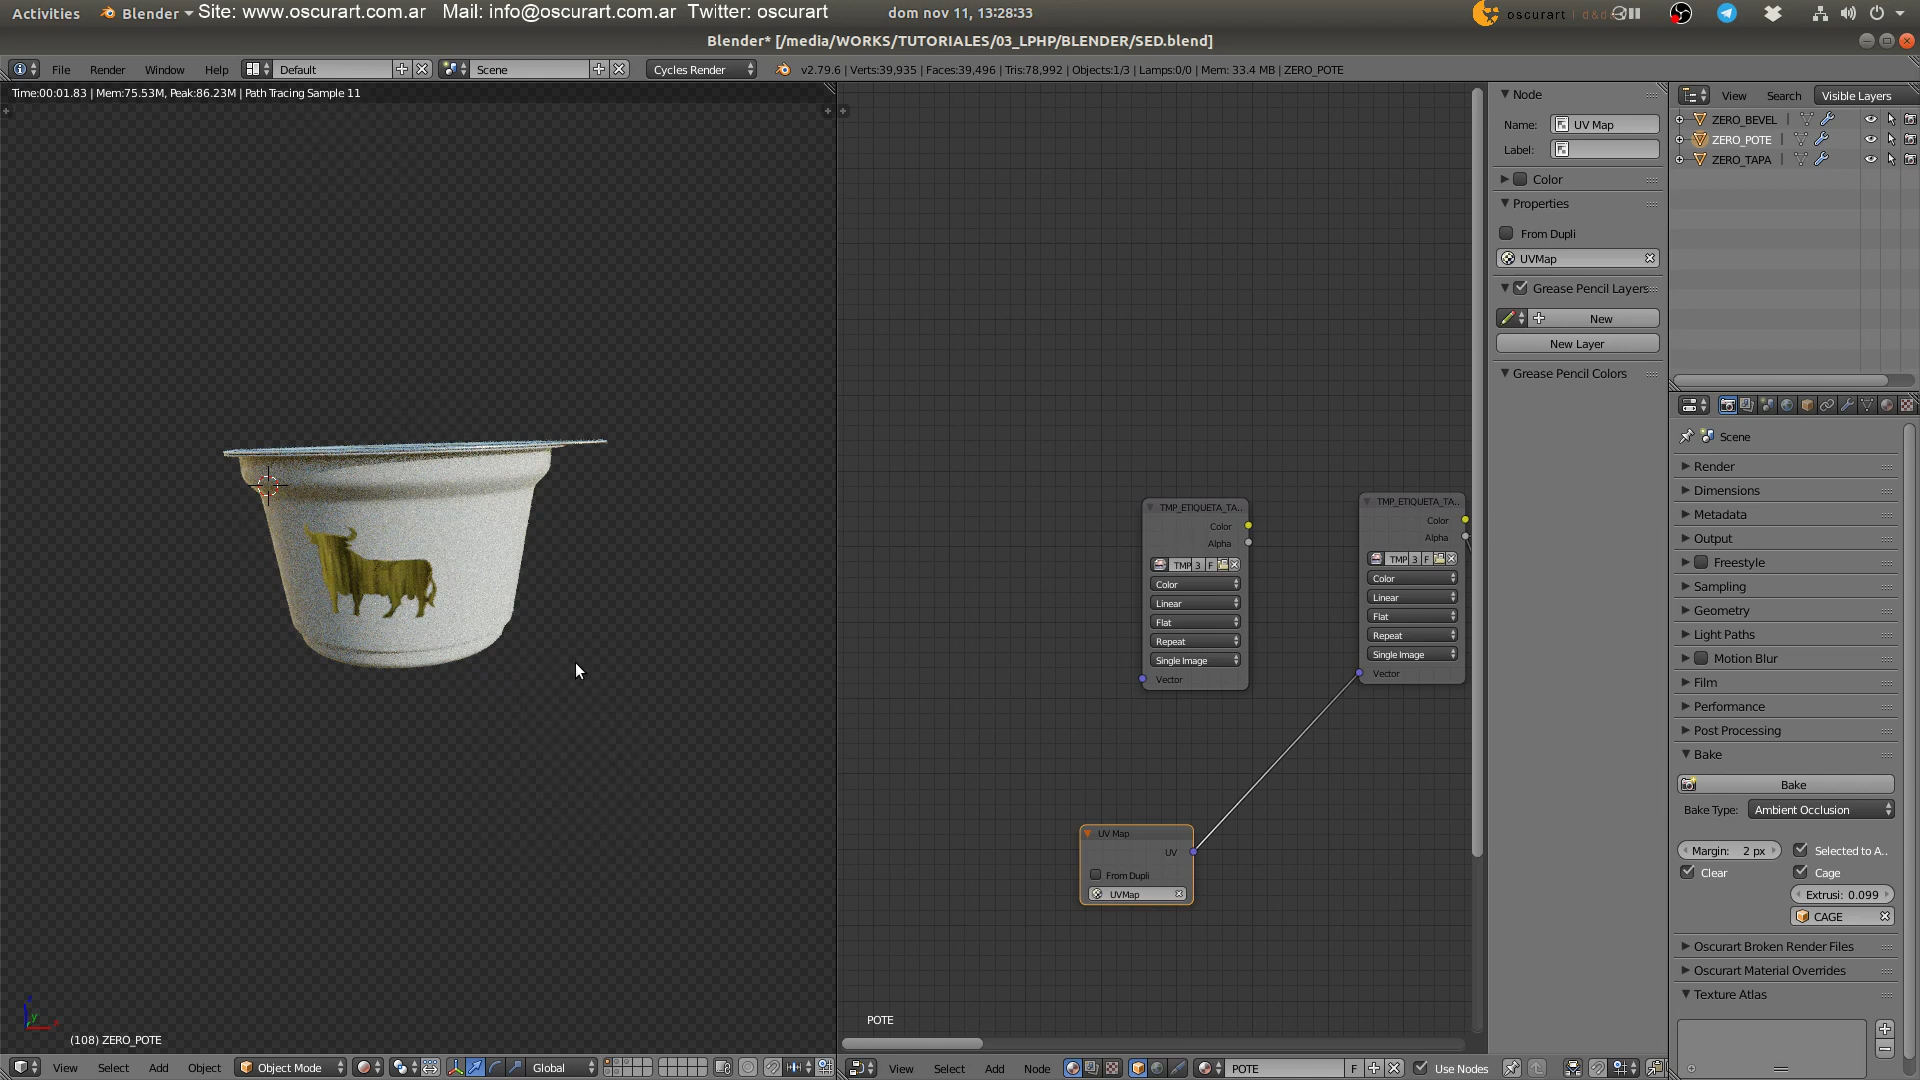 Activities Blender Site: www.oscurart.com.ar Mail: info@oscurart.com.ar Twitter: oscurart dom nov 11, 13:28:33 oscurart
Blender* [/media/WORKS/TUTORIALES/03_LPHP/BLENDER/SED.blend]
File Render Window Help Default Scene Cycles Render v2.79.6 | Verts:39,935 | Faces:39,496 | Tris:78,992 | Objects:1/3 | Lamps:0/0 | Mem: 33.4 MB | ZERO_POTE
Time:00:01.83 | Mem:75.53M, Peak:86.23M | Path Tracing Sample 11
(108) ZERO_POTE
View Select Add Object Object Mode Global
TMP_ETIQUETA_TA..
Color
Alpha
TMP 3 F
Color
Linear
Flat
Repeat
Single Image
Vector
TMP_ETIQUETA_TA..
Color
Alpha
TMP 3 F
Color
Linear
Flat
Repeat
Single Image
Vector
UV Map
UV
From Dupli
UVMap
POTE
View Select Add Node POTE F Use Nodes
Node
Name: UV Map
Label:
Color
Properties
From Dupli
UVMap
Grease Pencil Layers
New
New Layer
Grease Pencil Colors
View Search Visible Layers
ZERO_BEVEL
ZERO_POTE
ZERO_TAPA
Scene
Render
Dimensions
Metadata
Output
Freestyle
Sampling
Geometry
Light Paths
Motion Blur
Film
Performance
Post Processing
Bake
Bake
Bake Type: Ambient Occlusion
Margin: 2 px Selected to A..
Clear Cage
Extrusi: 0.099
CAGE
Oscurart Broken Render Files
Oscurart Material Overrides
Texture Atlas